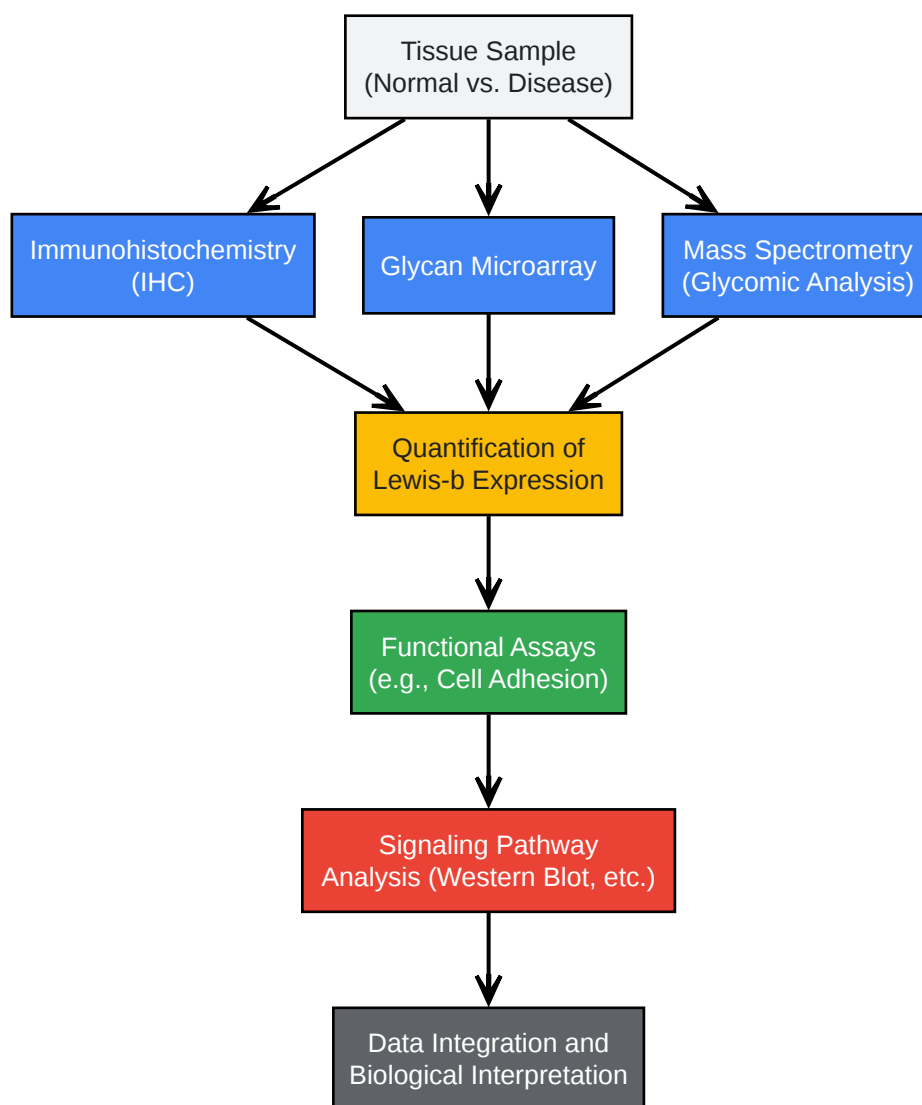 Tissue Sample
(Normal vs. Disease)
Immunohistochemistry
(IHC)
Glycan Microarray
Mass Spectrometry
(Glycomic Analysis)
Quantification of
Lewis-b Expression
Functional Assays
(e.g., Cell Adhesion)
Signaling Pathway
Analysis (Western Blot, etc.)
Data Integration and
Biological Interpretation